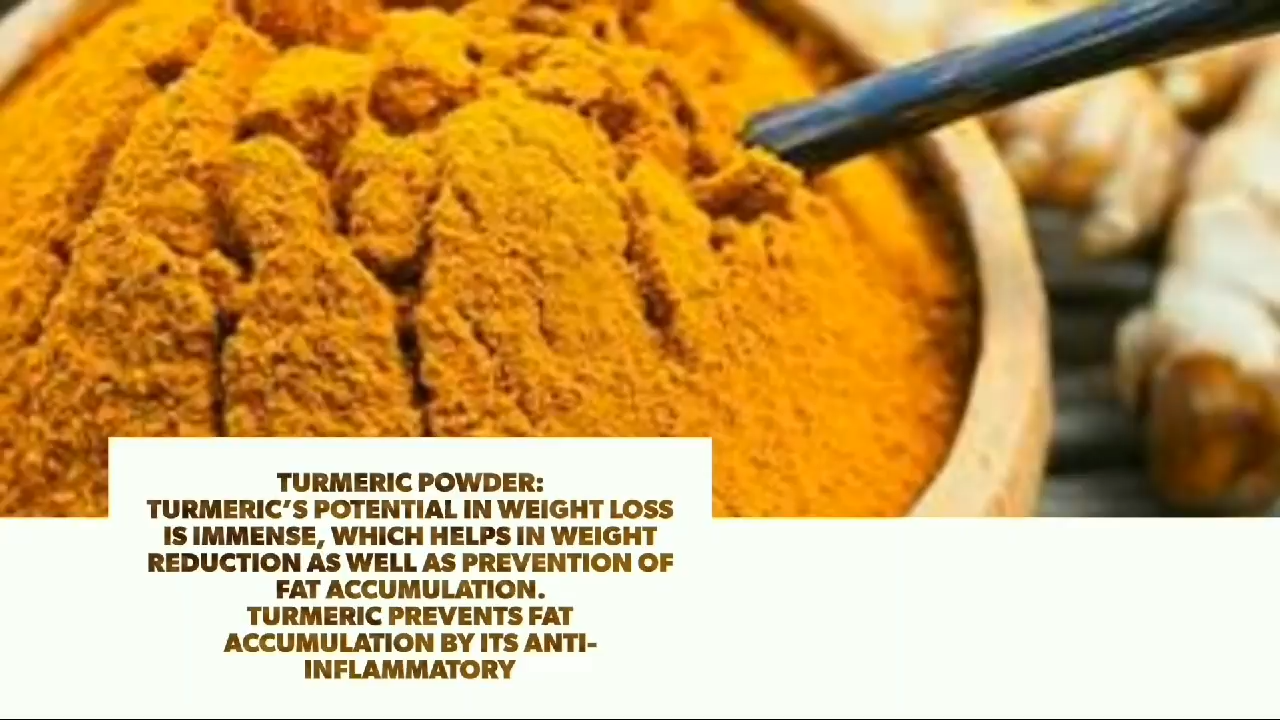 TURMERIC POWDER:
TURMERIC’S POTENTIAL IN WEIGHT LOSS
IS IMMENSE, WHICH HELPS IN WEIGHT
REDUCTION AS WELL AS PREVENTION OF
FAT ACCUMULATION.
TURMERIC PREVENTS FAT
ACCUMULATION BY ITS ANTI-
INFLAMMATORY